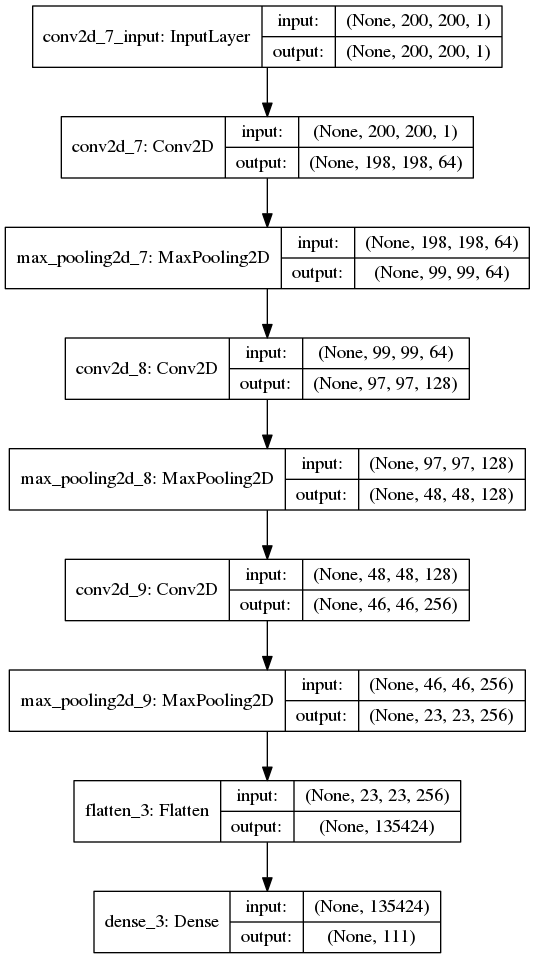 conv2d_7_input: InputLayer
input: (None, 200, 200, 1)
output: (None, 200, 200, 1)
conv2d_7: Conv2D
input: (None, 200, 200, 1)
output: (None, 198, 198, 64)
max_pooling2d_7: MaxPooling2D
input: (None, 198, 198, 64)
output: (None, 99, 99, 64)
conv2d_8: Conv2D
input: (None, 99, 99, 64)
output: (None, 97, 97, 128)
max_pooling2d_8: MaxPooling2D
input: (None, 97, 97, 128)
output: (None, 48, 48, 128)
conv2d_9: Conv2D
input: (None, 48, 48, 128)
output: (None, 46, 46, 256)
max_pooling2d_9: MaxPooling2D
input: (None, 46, 46, 256)
output: (None, 23, 23, 256)
flatten_3: Flatten
input: (None, 23, 23, 256)
output: (None, 135424)
dense_3: Dense
input: (None, 135424)
output: (None, 111)